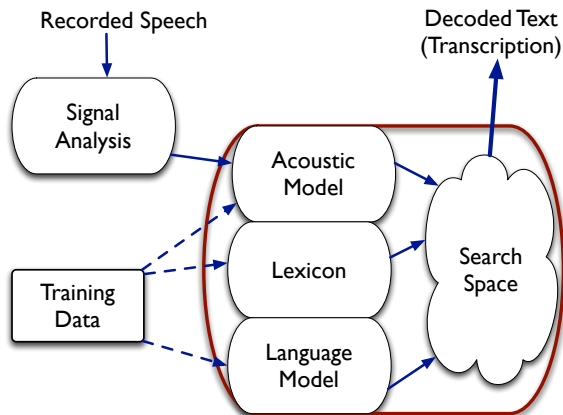 Recorded Speech
Decoded Text
(Transcription)
Signal
Analysis
Acoustic
Model
Lexicon
Search
Space
Training
Data
Language
Model